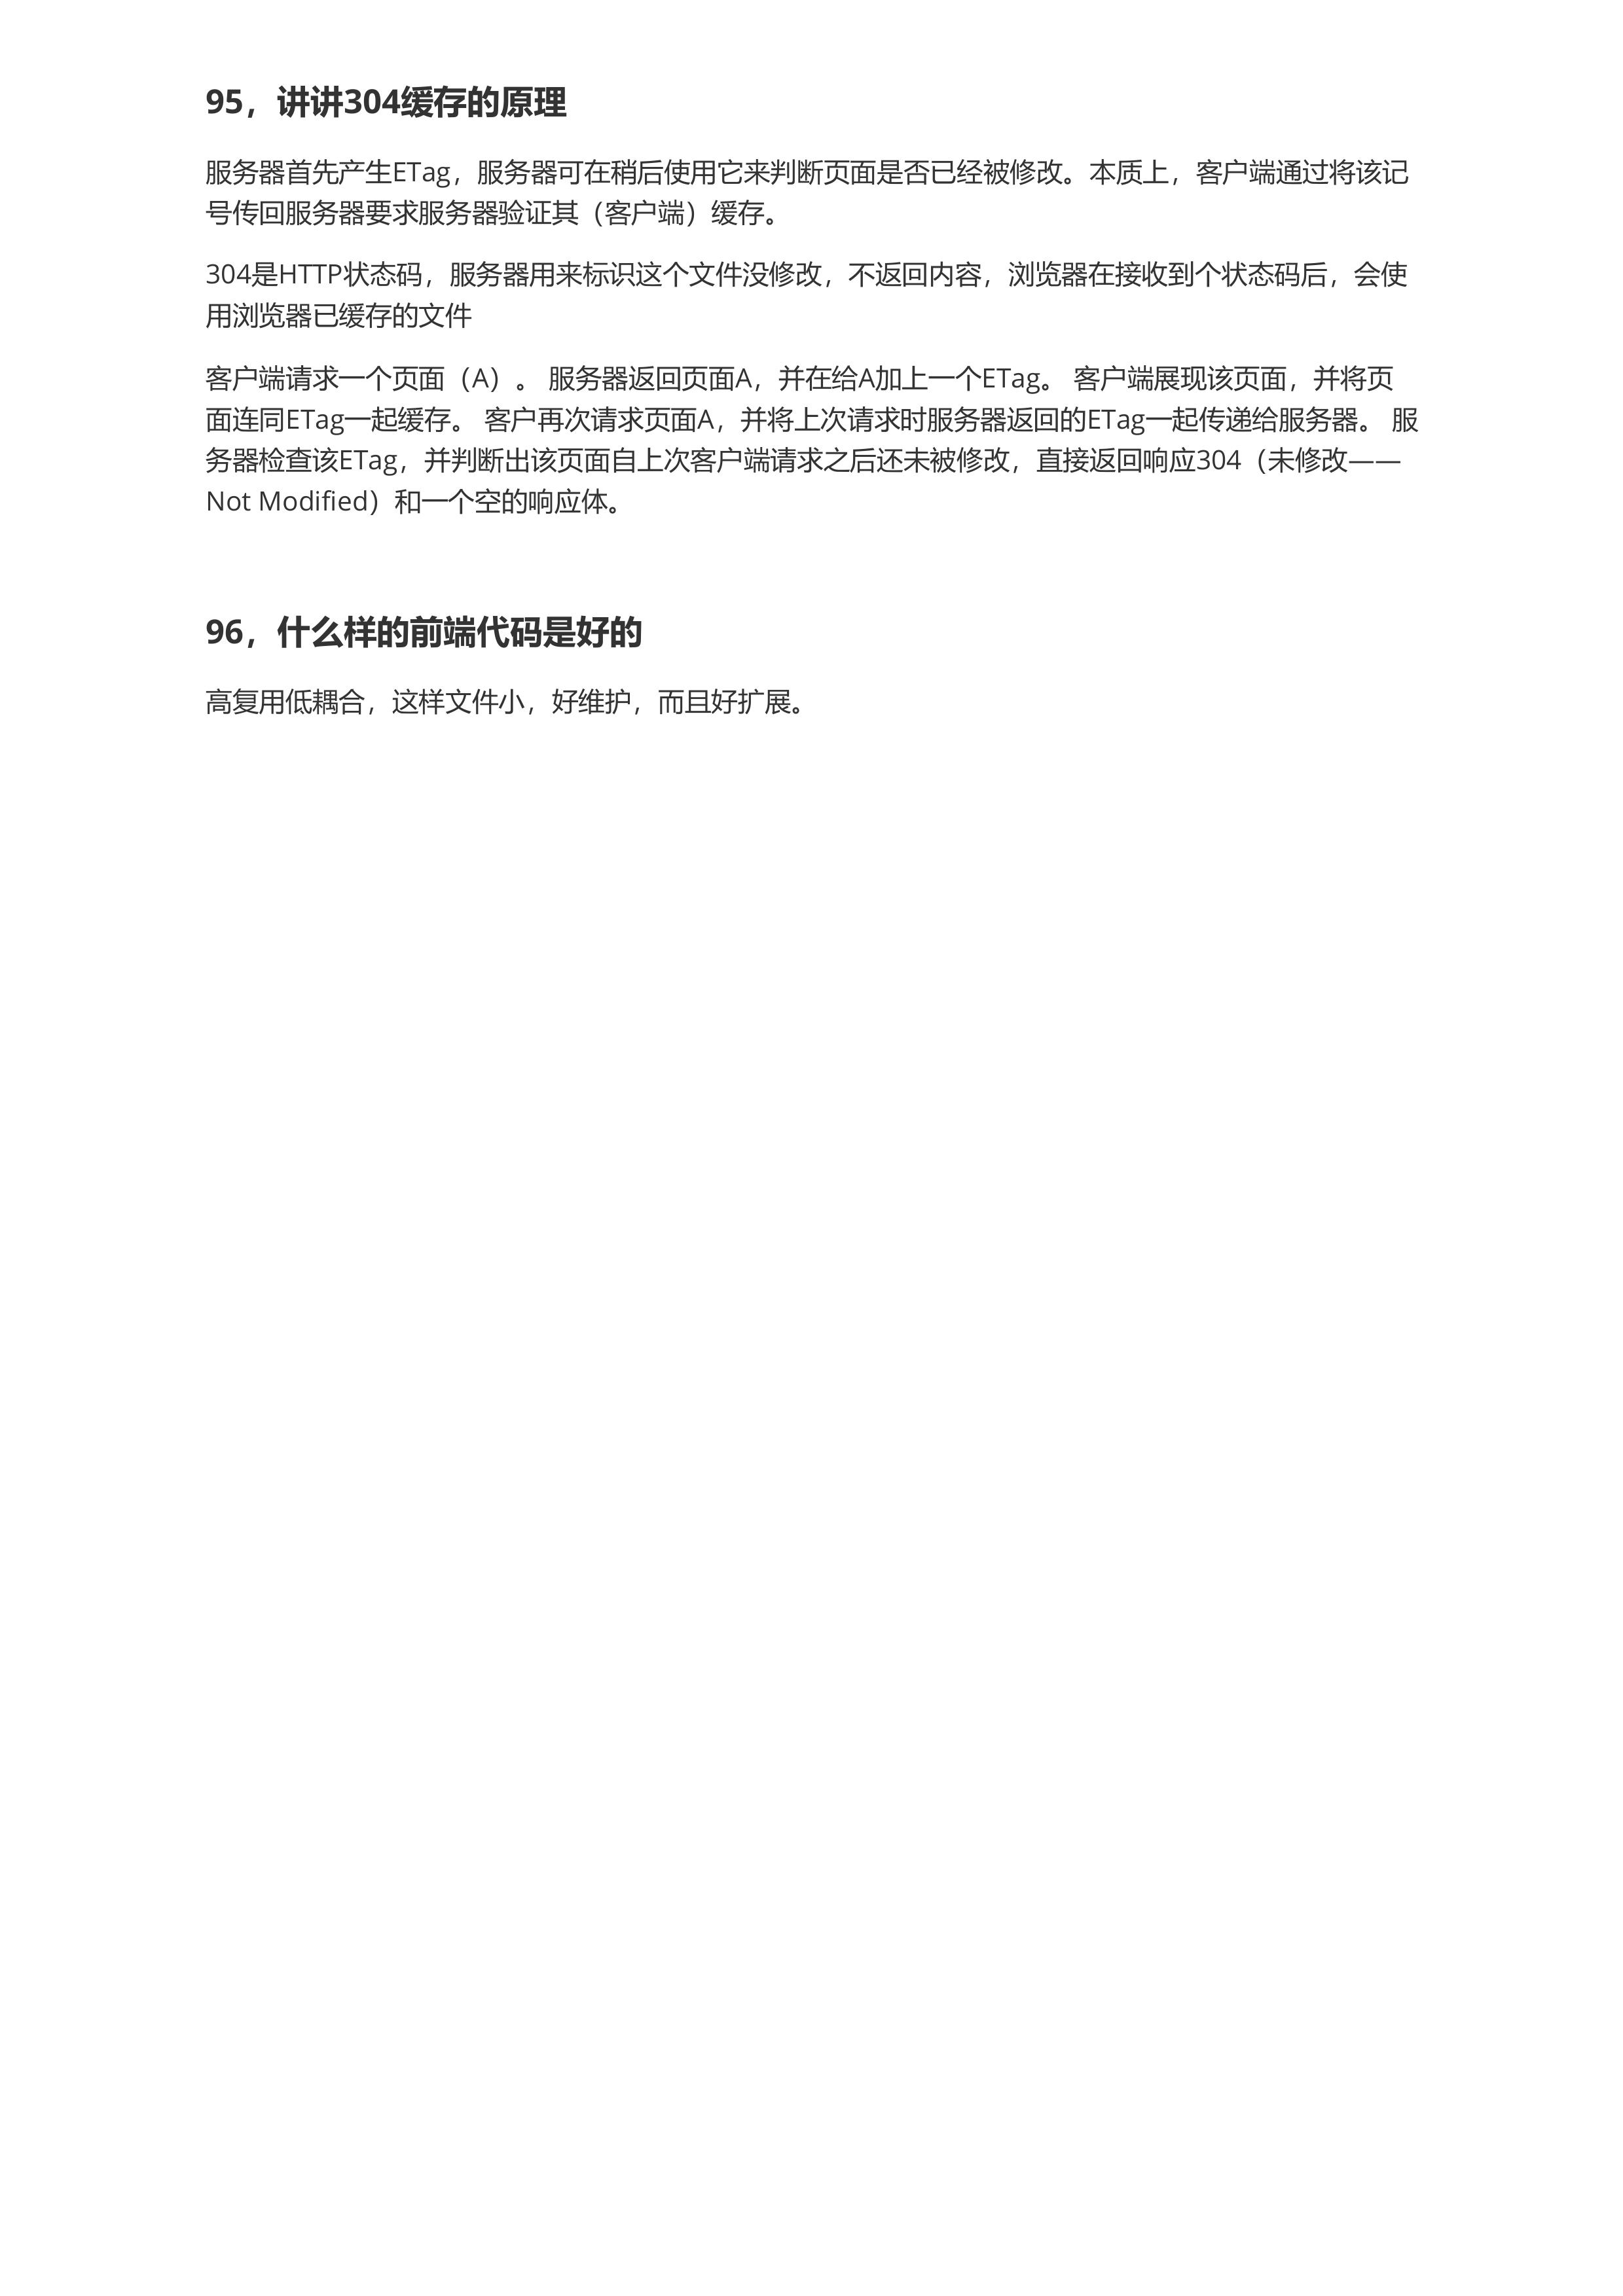 95，讲讲304缓存的原理
服务器首先产生ETag，服务器可在稍后使用它来判断页面是否已经被修改。本质上，客户端通过将该记
号传回服务器要求服务器验证其（客户端）缓存。
304是HTTP状态码，服务器用来标识这个文件没修改，不返回内容，浏览器在接收到个状态码后，会使
用浏览器已缓存的文件
客户端请求一个页面（A）。 服务器返回页面A，并在给A加上一个ETag。 客户端展现该页面，并将页
面连同ETag一起缓存。 客户再次请求页面A，并将上次请求时服务器返回的ETag一起传递给服务器。 服
务器检查该ETag，并判断出该页面自上次客户端请求之后还未被修改，直接返回响应304（未修改——
Not Modified）和一个空的响应体。
96，什么样的前端代码是好的
高复用低耦合，这样文件小，好维护，而且好扩展。